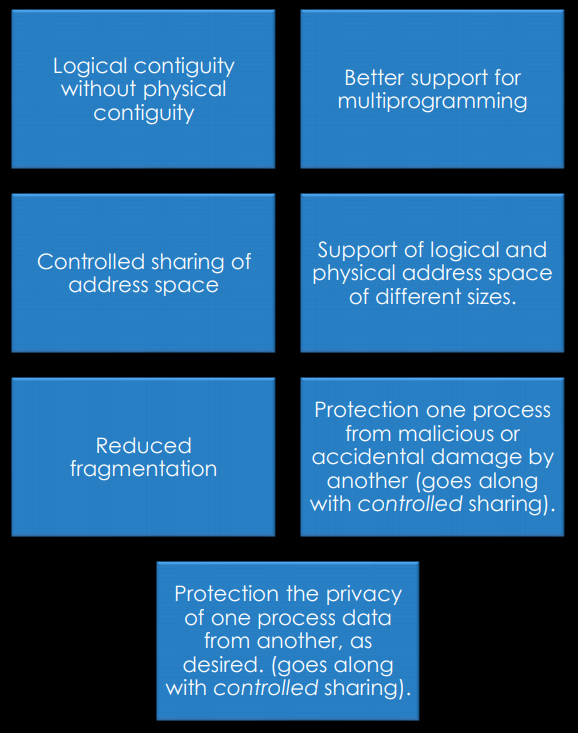 Logical contiguity
without physical
contiguity
Better support for
multiprogramming
Controlled sharing of
address space
Support of logical and
physical address space
of different sizes.
Reduced
fragmentation
Protection one process
from malicious or
accidental damage by
another (goes along
with controlled sharing).
Protection the privacy
of one process data
from another, as
desired. (goes along
with controlled sharing).